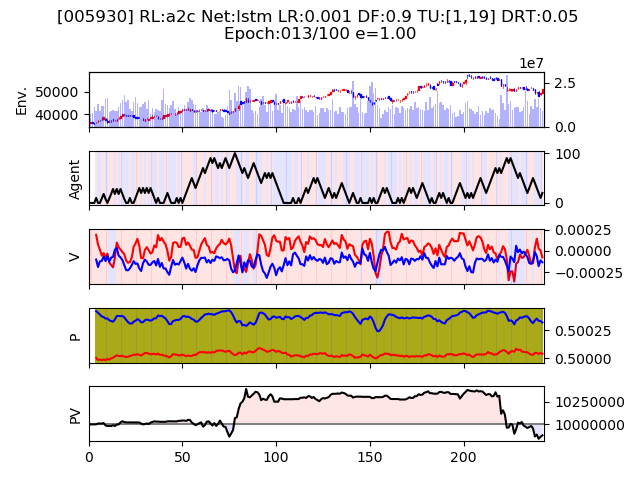 [005930] RL:a2c Net:lstm LR:0.001 DF:0.9 TU:[1,19] DRT:0.05
Epoch:013/100 e=1.00
1e7
Env.
50000
40000
2.5
0.0
Agent
100
0
V
0.00025
0.00000
−0.00025
P
0.50025
0.50000
PV
10250000
10000000
0
50
100
150
200